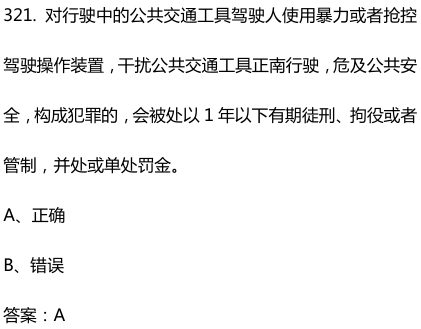 321. 对行驶中的公共交通工具驾驶人使用暴力或者抢控
驾驶操作装置，干扰公共交通工具正南行驶，危及公共安
全，构成犯罪的，会被处以 1 年以下有期徒刑、拘役或者
管制，并处或单处罚金。
A、正确
B、错误
答案：A